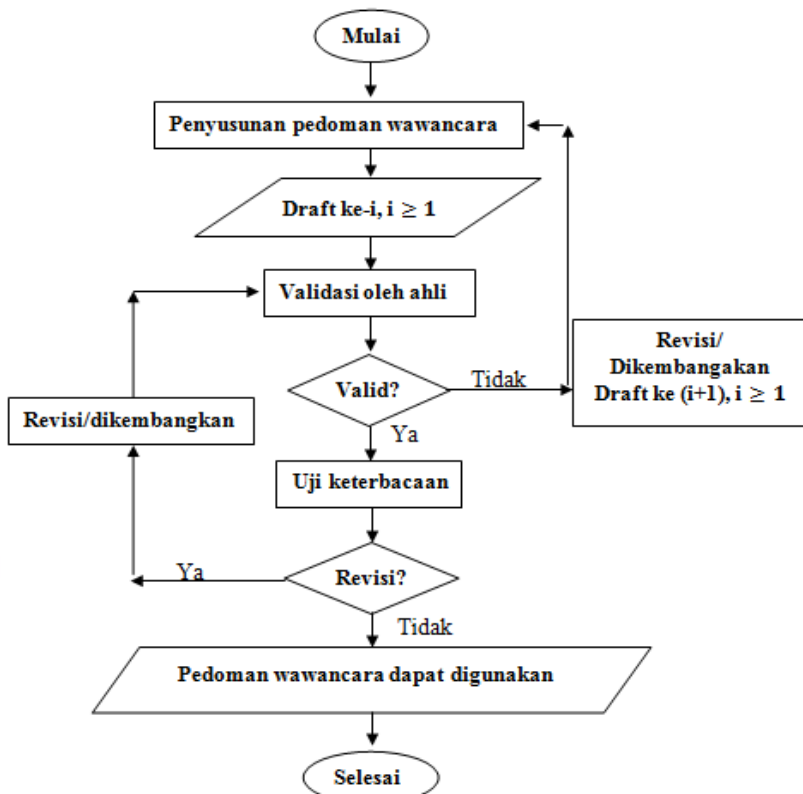 Mulai
Penyusunan pedoman wawancara
Draft ke-i, i ≥ 1
Validasi oleh ahli
Valid?
Tidak
Revisi/
Dikembangakan
Draft ke (i+1), i ≥ 1
Ya
Revisi/dikembangkan
Uji keterbacaan
Revisi?
Ya
Tidak
Pedoman wawancara dapat digunakan
Selesai